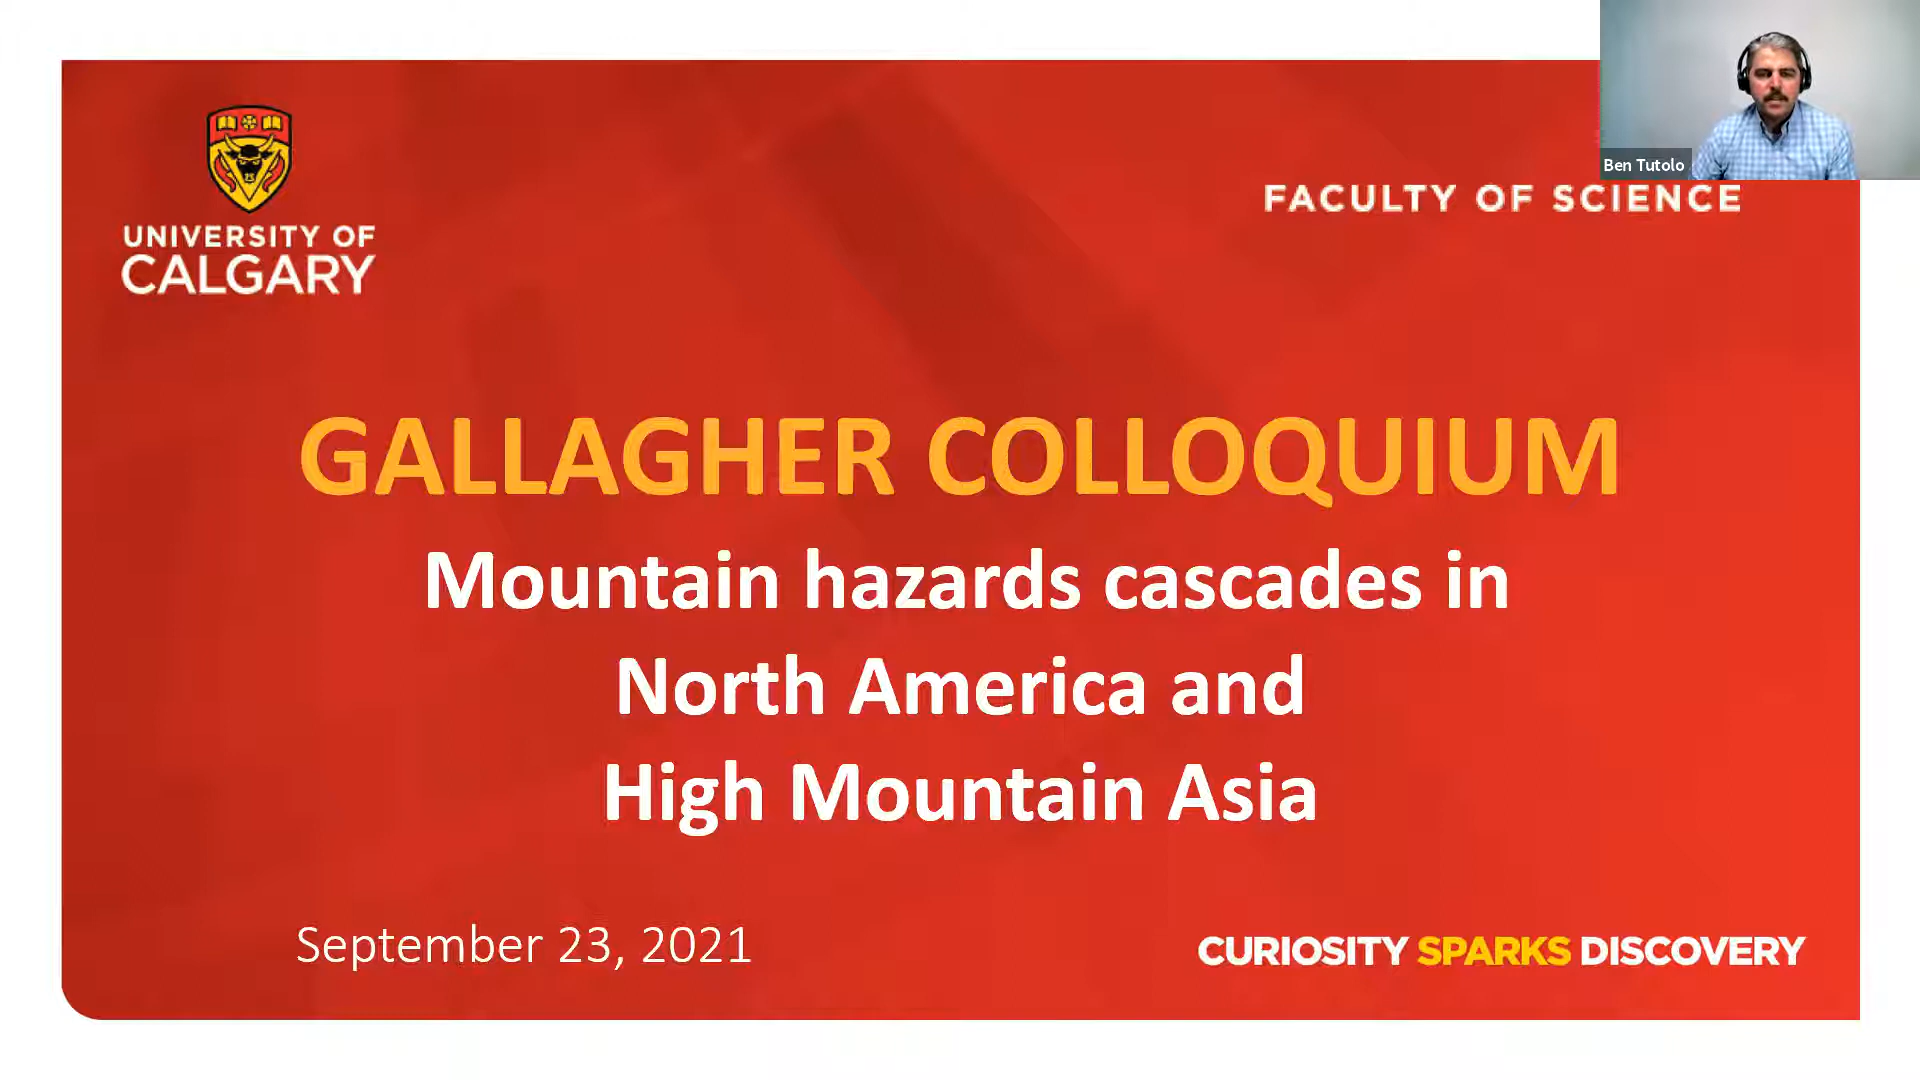 Ben Tutolo
UNIVERSITY OF
CALGARY
FACULTY OF SCIENCE
GALLAGHER COLLOQUIUM
Mountain hazards cascades in
North America and
High Mountain Asia
September 23, 2021
CURIOSITY SPARKS DISCOVERY